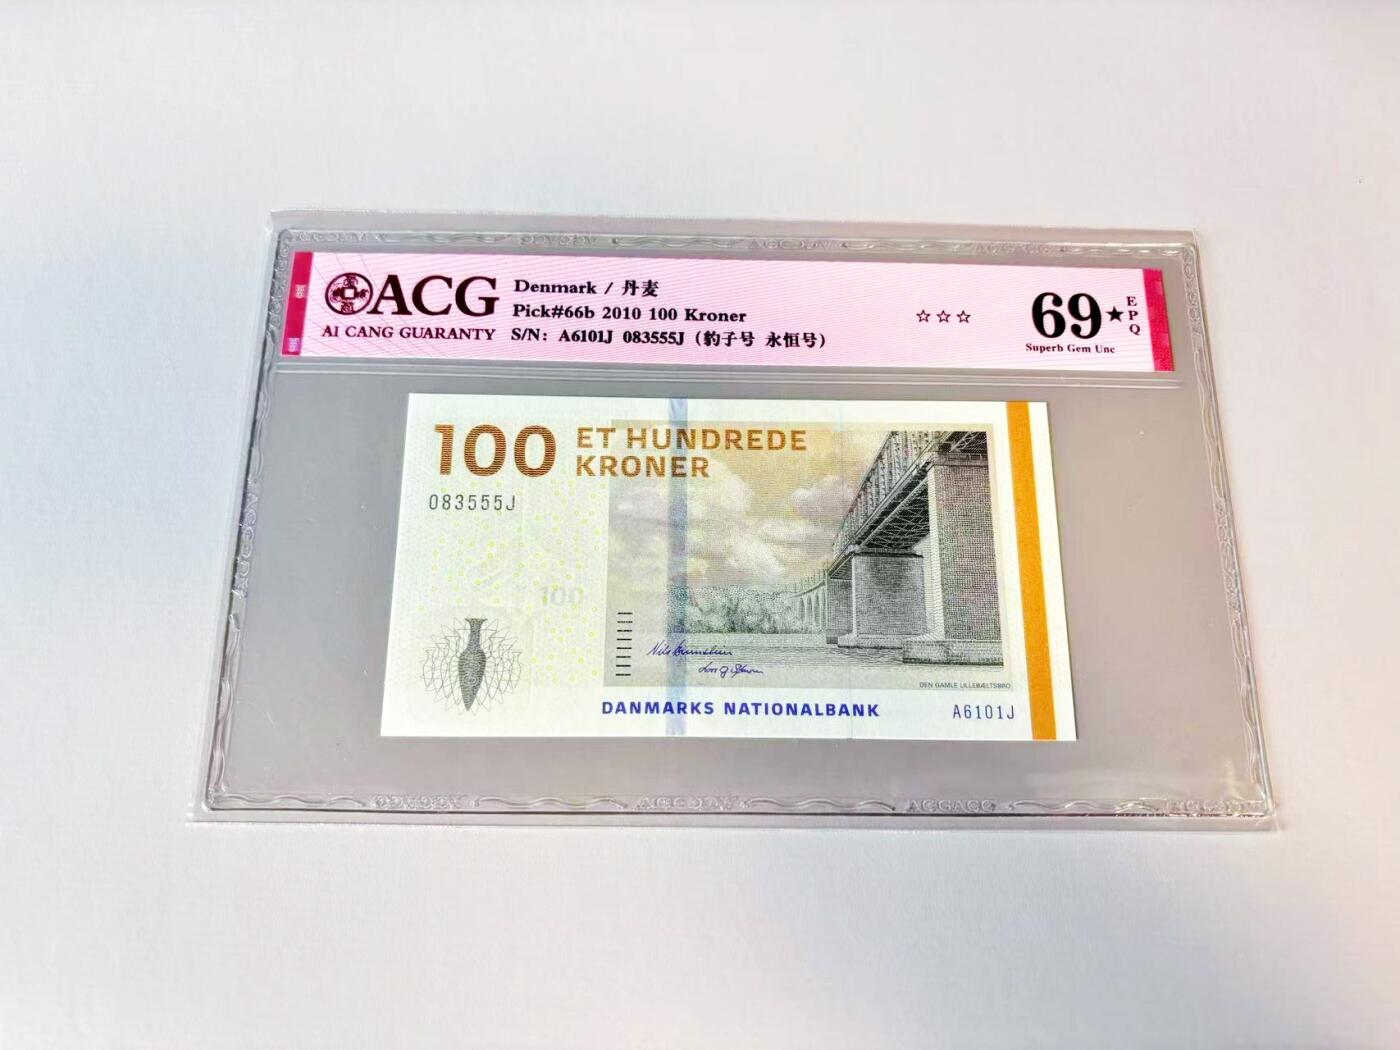 ACG
AI CANG GUARANTY
Denmark / 丹麦
Pick#66b 2010 100 Kroner
S/N: A6101J 083555J (豹子号 永恒号)
☆☆☆
69★
EPQ
Superb Gem Unc
100
ET HUNDREDE
KRONER
083555J
100
DEN GAMLE LILLEBÆLTSBRO
DANMARKS NATIONALBANK
A6101J